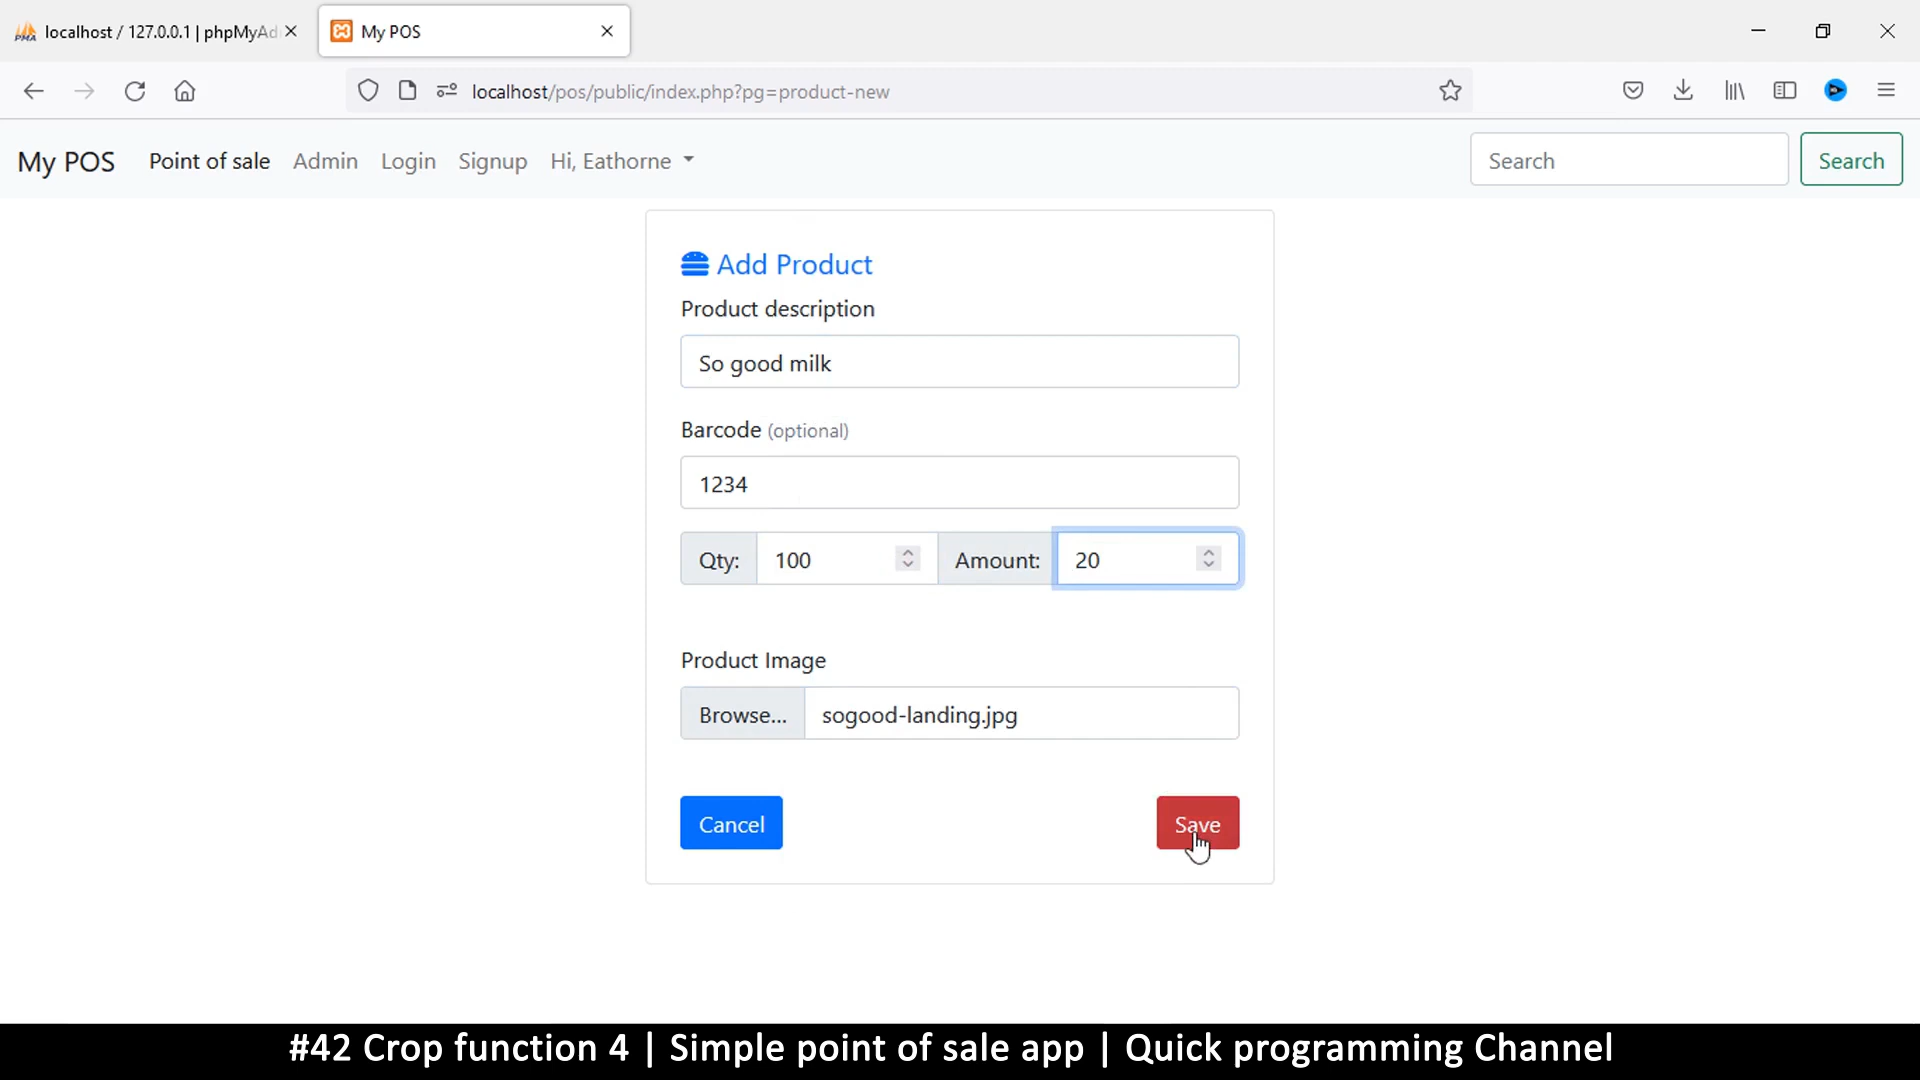 localhost / 127.0.0.1 | phpMyAd
My POS
localhost/pos/public/index.php?pg=product-new
My POS
Point of sale
Admin
Login
Signup
Hi, Eathorne
Search
Search
Add Product
Product description
So good milk
Barcode (optional)
1234
Qty: 100 Amount: 20
Product Image
Browse... sogood-landing.jpg
Cancel
Save
#42 Crop function 4 | Simple point of sale app | Quick programming Channel